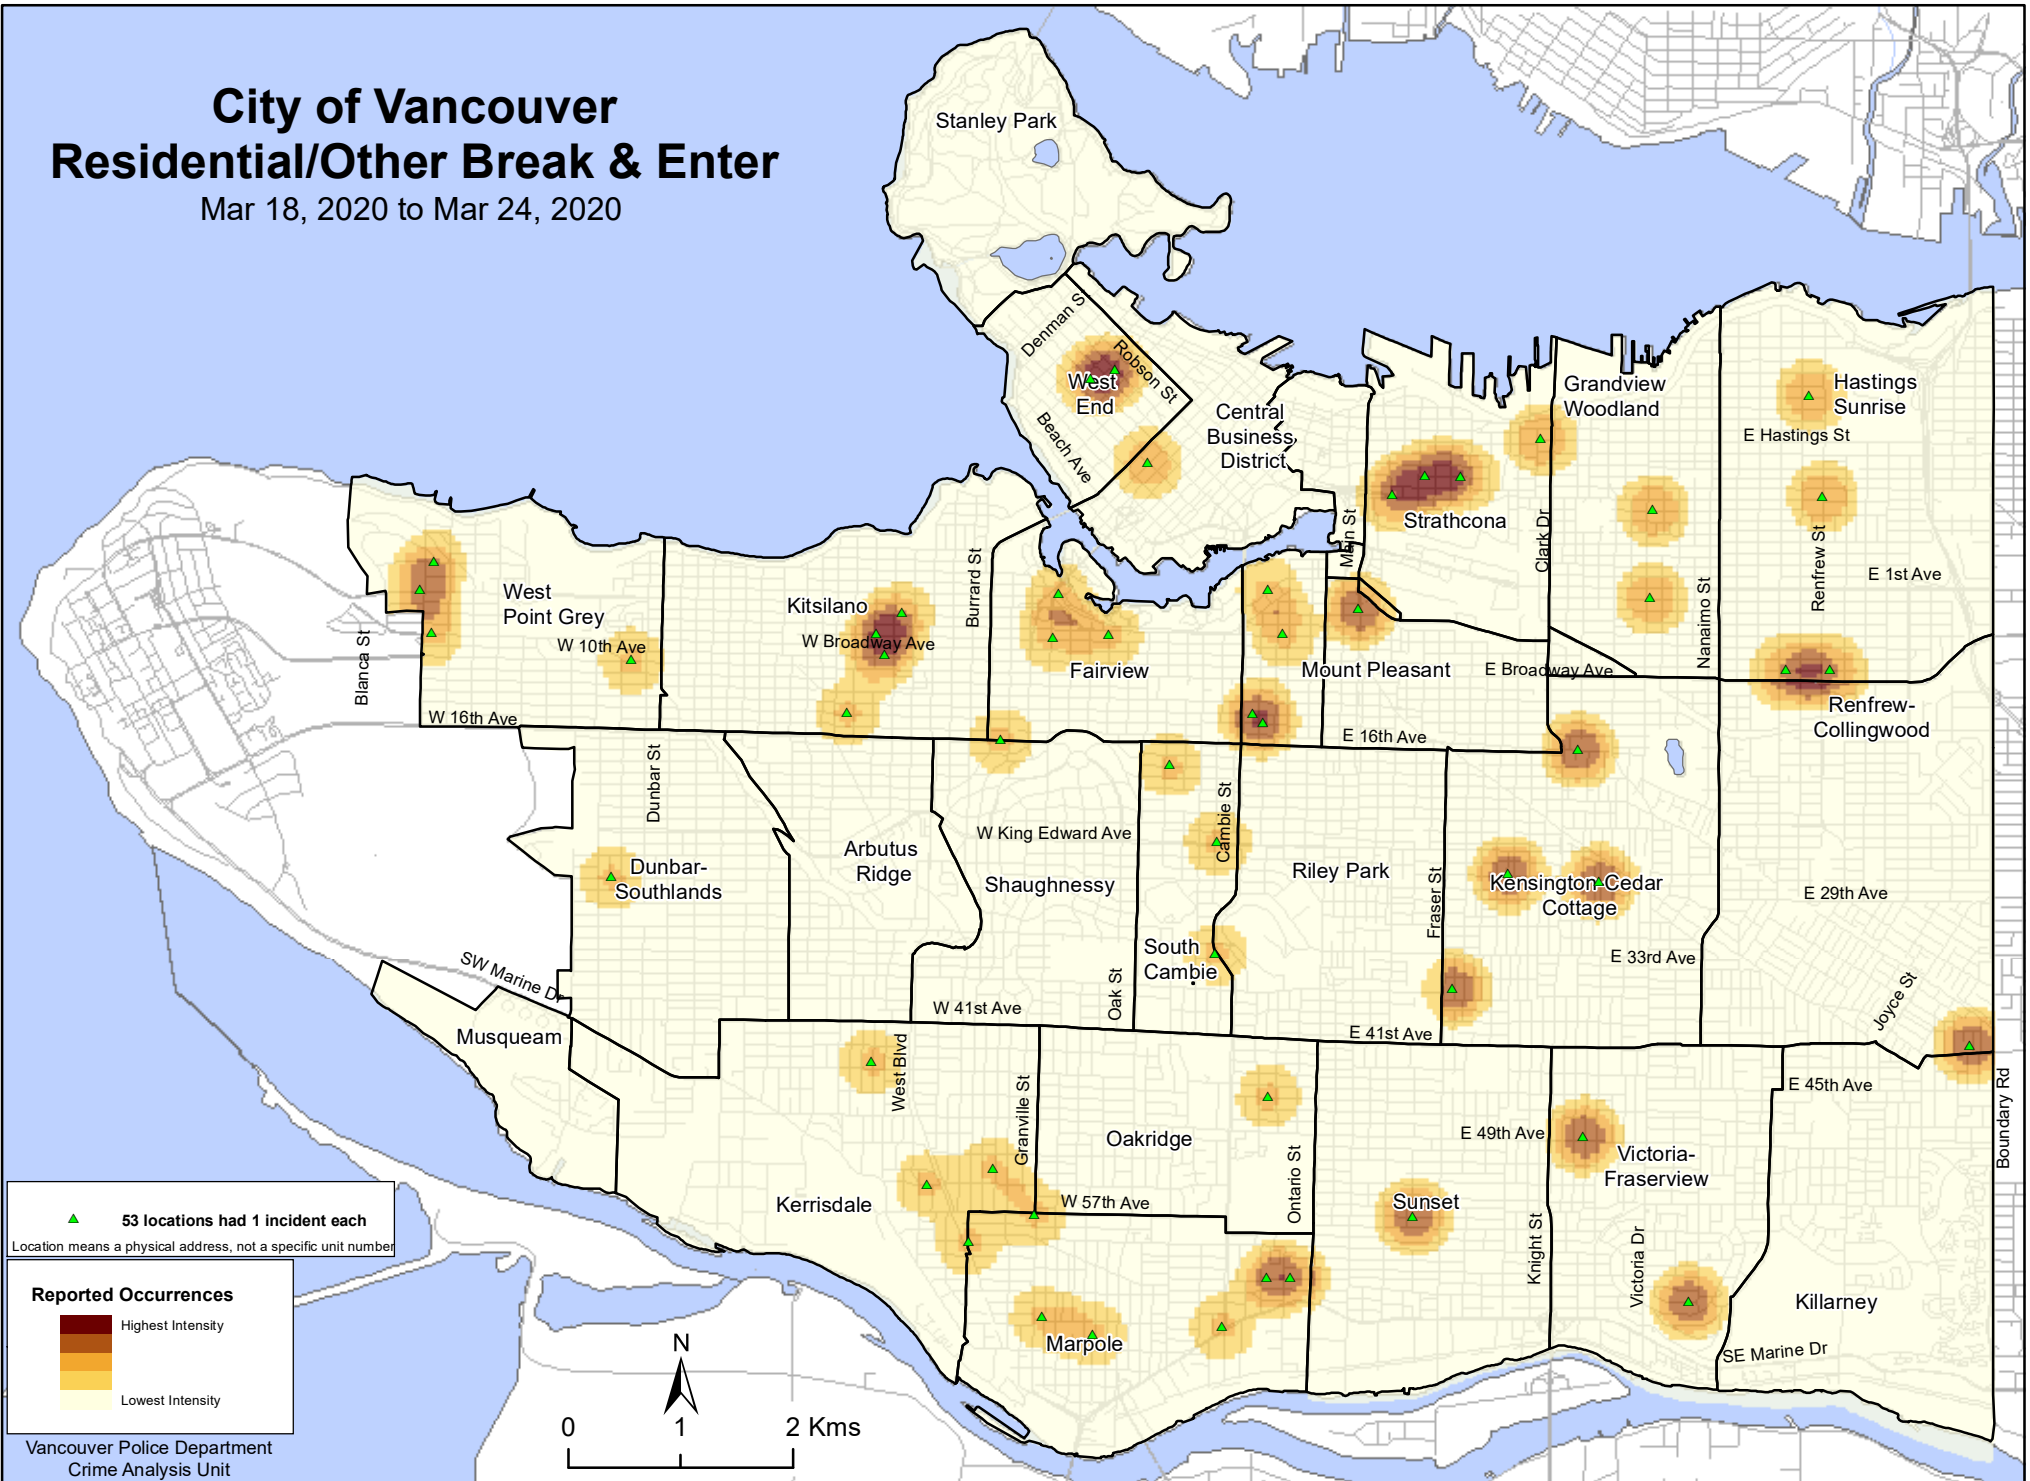 City of Vancouver
Residential/Other Break & Enter
Mar 18, 2020 to Mar 24, 2020
Stanley Park
Denman S
Robson St
West
End
Beach Ave
Central
Business
District
Grandview
Woodland
Hastings
Sunrise
E Hastings St
Strathcona
Main St
Clark Dr
Nanaimo St
Renfrew St
E 1st Ave
West
Point Grey
W 10th Ave
Blanca St
W 16th Ave
Kitsilano
W Broadway Ave
Burrard St
Fairview
Mount Pleasant
E Broadway Ave
E 16th Ave
Renfrew-
Collingwood
Dunbar St
Dunbar-
Southlands
Arbutus
Ridge
W King Edward Ave
Shaughnessy
Cambie St
Riley Park
Fraser St
Kensington-Cedar
Cottage
E 29th Ave
E 33rd Ave
South
Cambie
Oak St
W 41st Ave
E 41st Ave
Joyce St
SW Marine Dr
Musqueam
West Blvd
Granville St
Oakridge
Ontario St
E 49th Ave
E 45th Ave
Boundary Rd
Victoria-
Fraserview
Kerrisdale
W 57th Ave
Sunset
Knight St
Victoria Dr
Killarney
Marpole
SE Marine Dr
53 locations had 1 incident each
Location means a physical address, not a specific unit number
Reported Occurrences
Highest Intensity
Lowest Intensity
N
0 1 2 Kms
Vancouver Police Department
Crime Analysis Unit